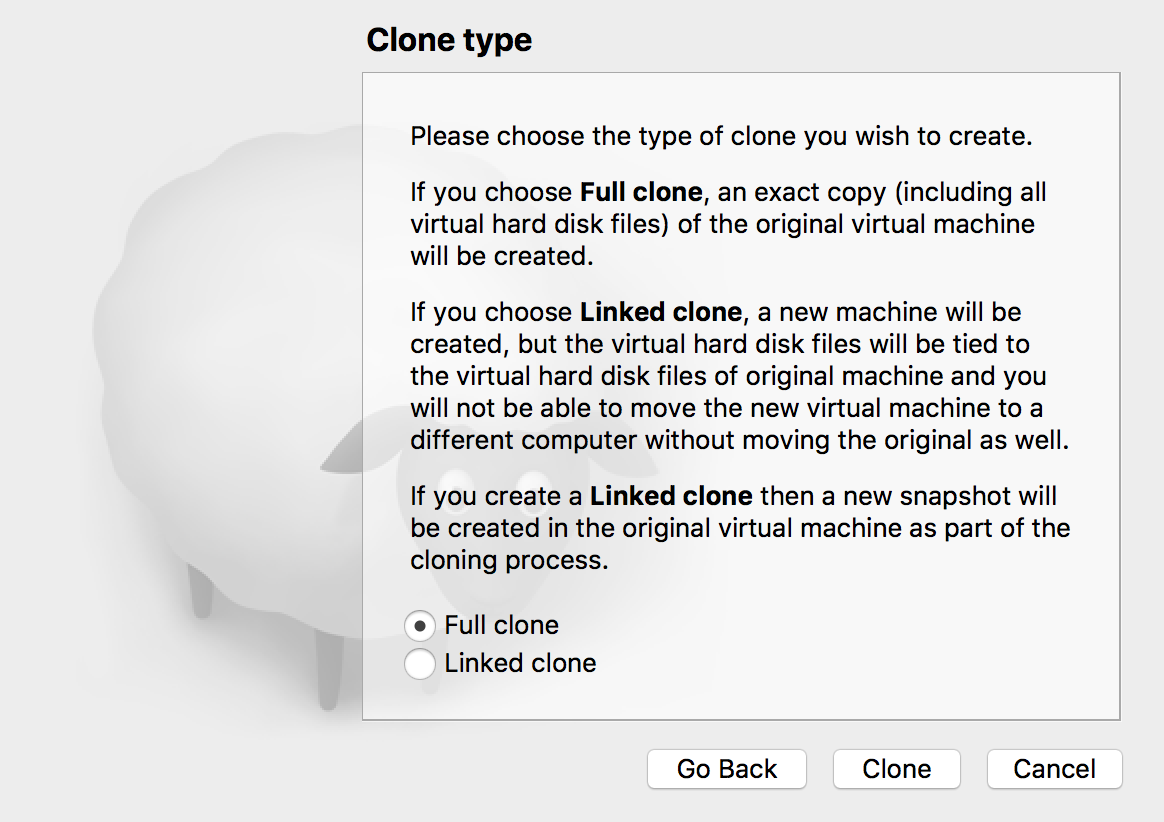 Clone type
Please choose the type of clone you wish to create.
If you choose Full clone, an exact copy (including all
virtual hard disk files) of the original virtual machine
will be created.
If you choose Linked clone, a new machine will be
created, but the virtual hard disk files will be tied to
the virtual hard disk files of original machine and you
will not be able to move the new virtual machine to a
different computer without moving the original as well.
If you create a Linked clone then a new snapshot will
be created in the original virtual machine as part of the
cloning process.
Full clone
Linked clone
Go Back
Clone
Cancel